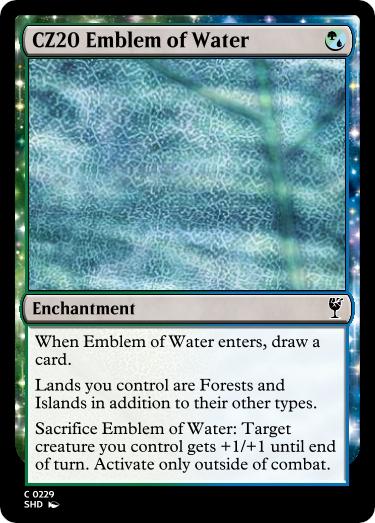 CZ20 Emblem of Water
Enchantment
When Emblem of Water enters, draw a
card.
Lands you control are Forests and
Islands in addition to their other types.
Sacrifice Emblem of Water: Target
creature you control gets +1/+1 until end
of turn. Activate only outside of combat.
C 0229
SHD